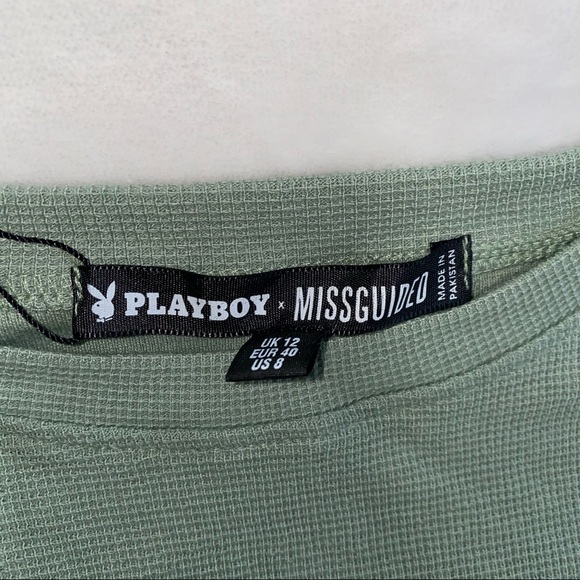 PLAYBOY x MISSGUIDED
MADE IN
PAKISTAN
UK 12
EUR 40
US 8